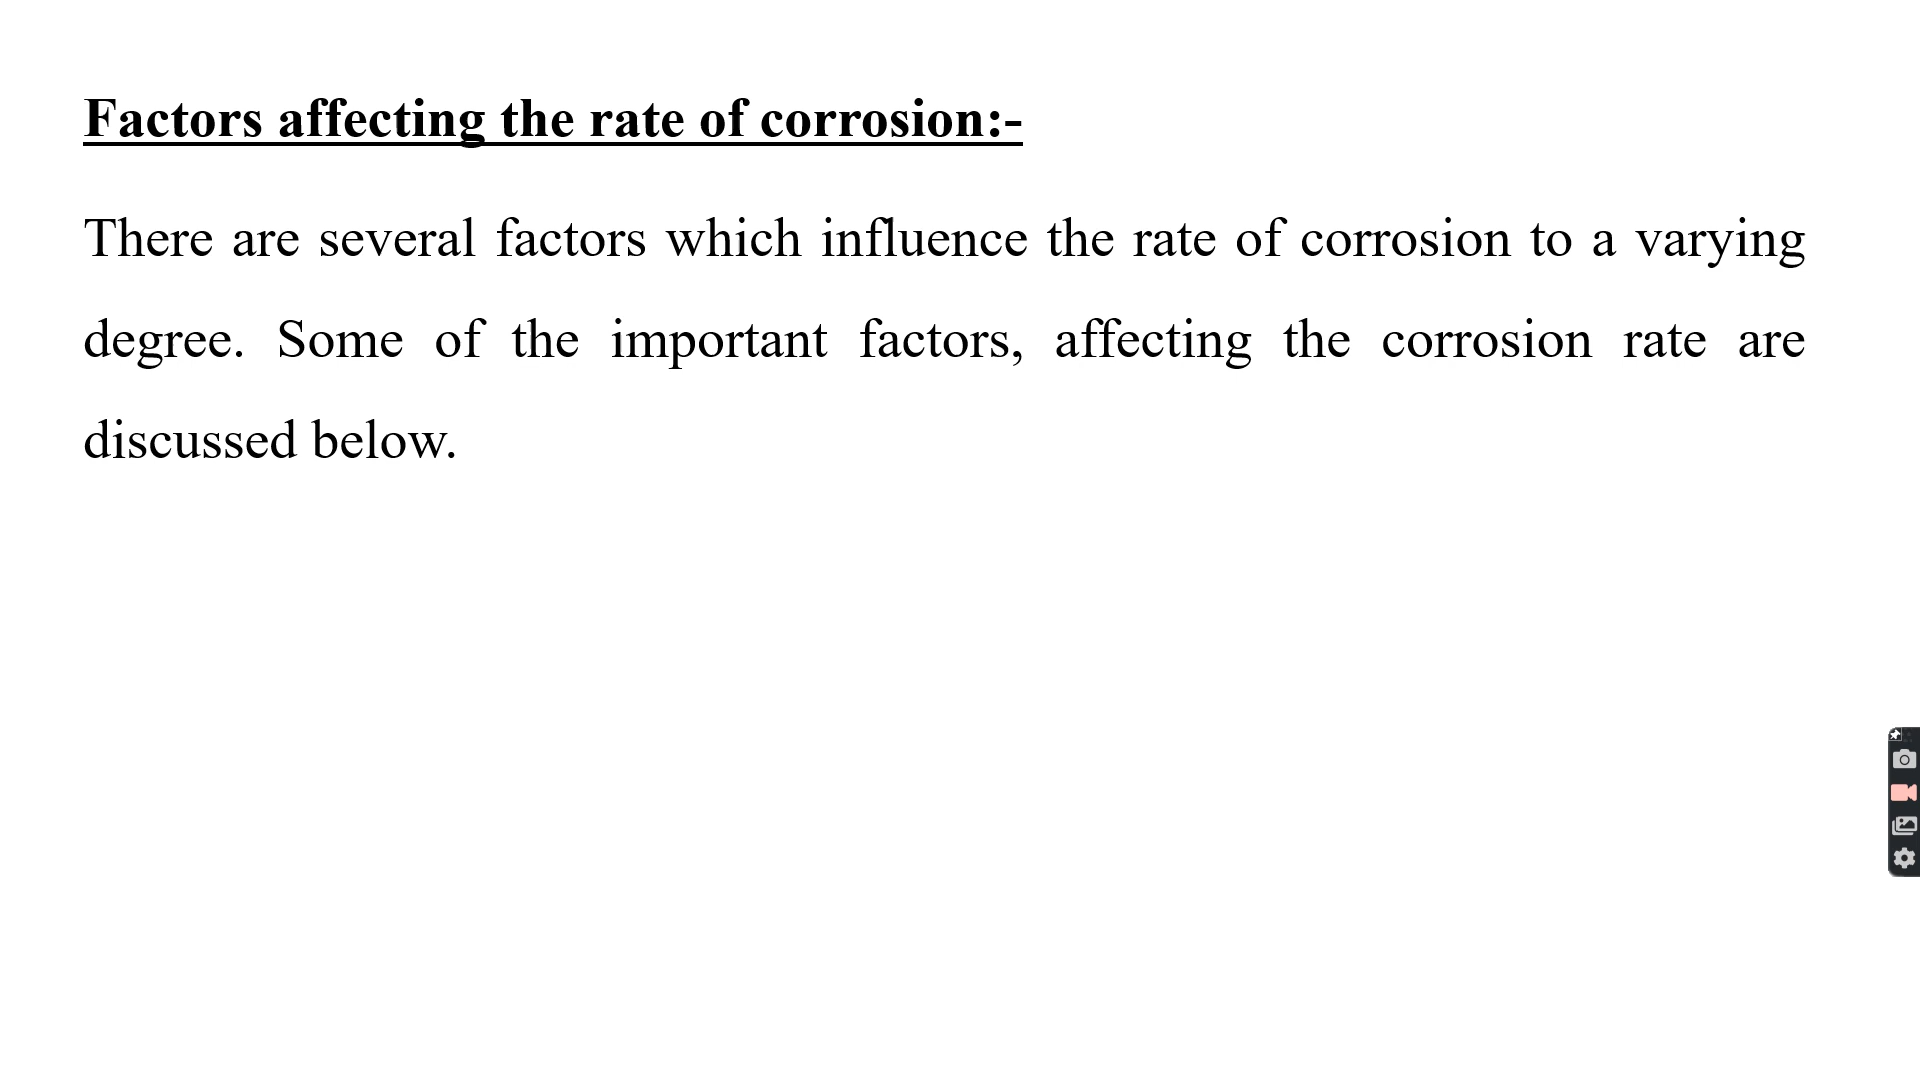 Factors affecting the rate of corrosion:-
There are several factors which influence the rate of corrosion to a varying
degree. Some of the important factors, affecting the corrosion rate are
discussed below.